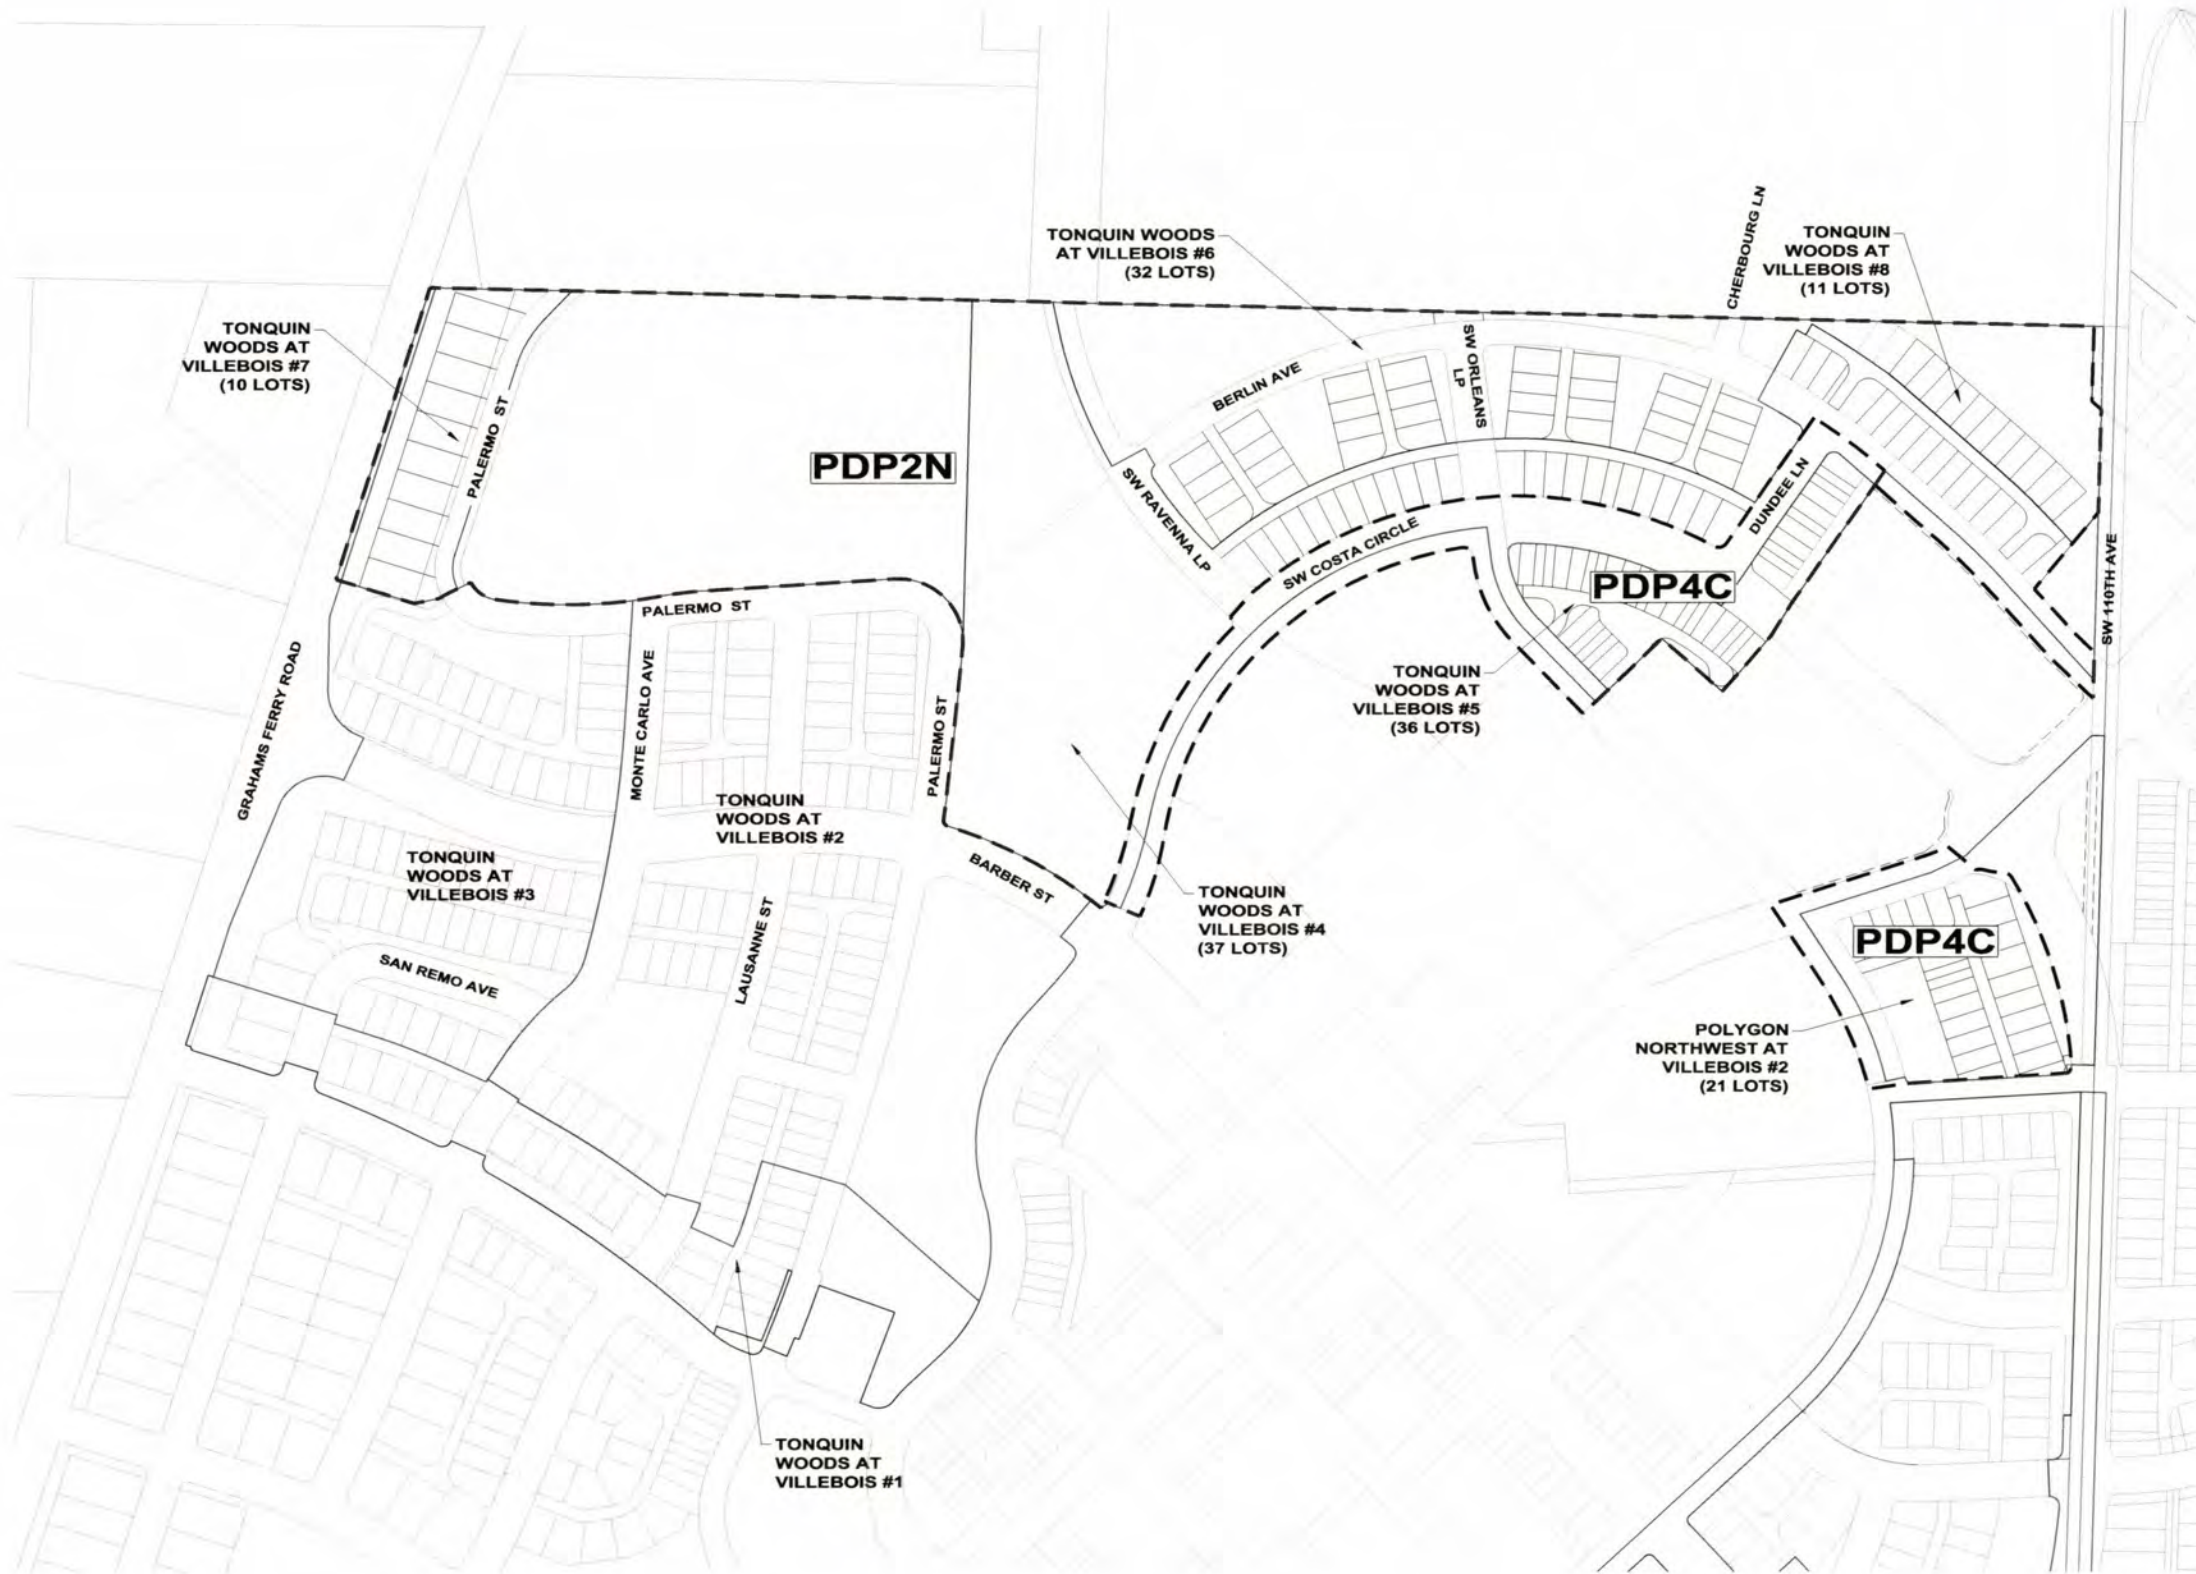 CHERBOURG LN
TONQUIN WOODS
AT VILLEBOIS #6
(32 LOTS)
TONQUIN
WOODS AT
VILLEBOIS #8
(11 LOTS)
TONQUIN
WOODS AT
VILLEBOIS #7
(10 LOTS)
PALERMO ST
BERLIN AVE
SW ORLEANS
LP
PDP2N
SW RAVENNA LP
DUNDEE LN
SW COSTA CIRCLE
PDP4C
SW 110TH AVE
PALERMO ST
GRAHAMS FERRY ROAD
MONTE CARLO AVE
PALERMO ST
TONQUIN
WOODS AT
VILLEBOIS #5
(36 LOTS)
TONQUIN
WOODS AT
VILLEBOIS #2
TONQUIN
WOODS AT
VILLEBOIS #3
BARBER ST
TONQUIN
WOODS AT
VILLEBOIS #4
(37 LOTS)
LAUSANNE ST
SAN REMO AVE
PDP4C
POLYGON
NORTHWEST AT
VILLEBOIS #2
(21 LOTS)
TONQUIN
WOODS AT
VILLEBOIS #1